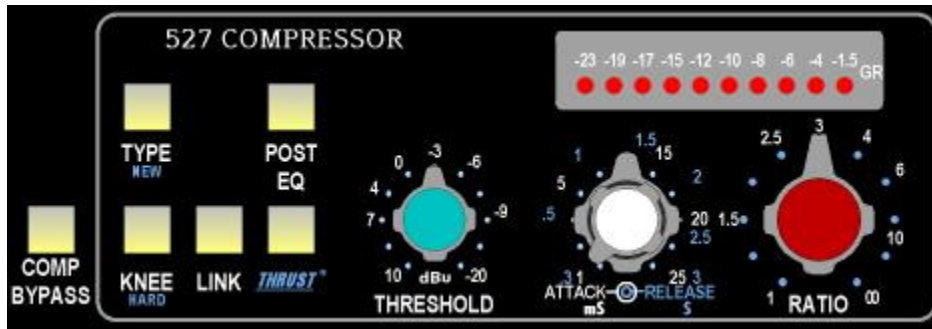 527 COMPRESSOR
-23 -19 -17 -15 -12 -10 -8 -6 -4 -1.5 GR
TYPE
NEW
POST
EQ
COMP
BYPASS
KNEE
HARD
LINK
THRUST™
0 -3 -6
4
7 -9
10 dBu -20
THRESHOLD
1 1.5 15
5 2
.5 20
2.5
.3 1 25 3
ATTACK RELEASE
mS S
2.5 3 4
6
1.5
10
1 ∞
RATIO